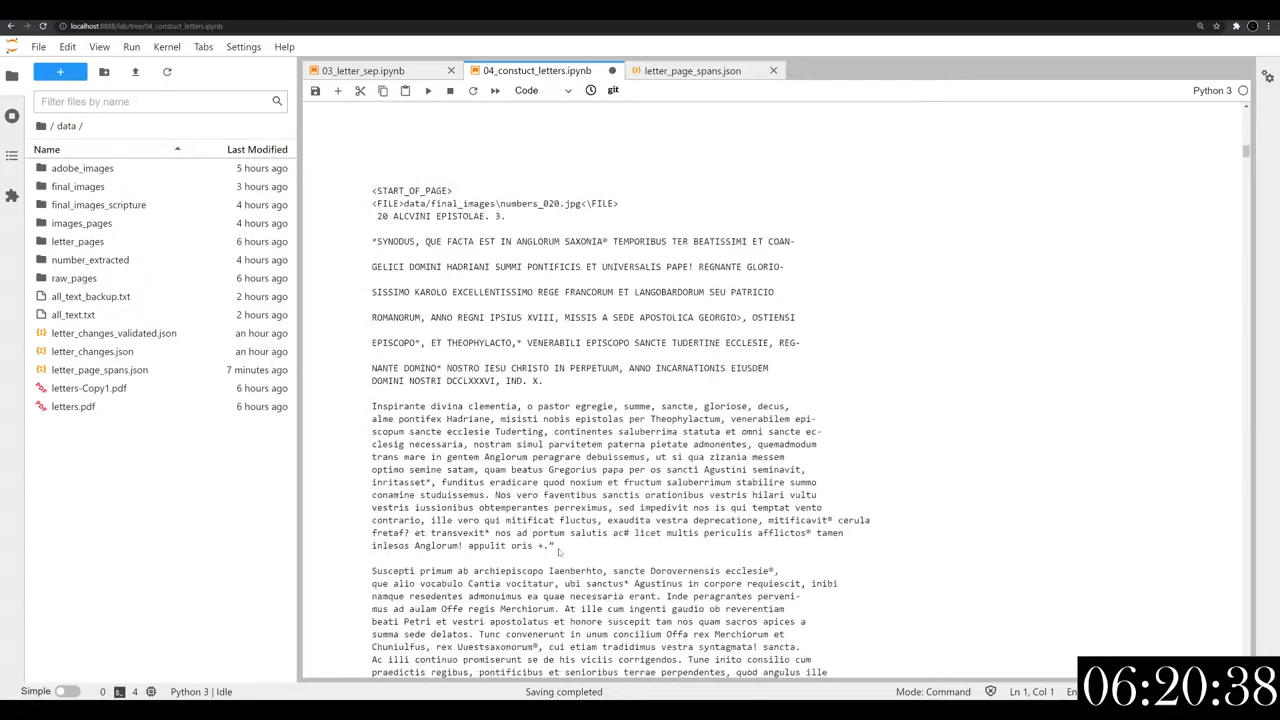 localhost:8888/lab/tree/04_constuct_letters.ipynb
File Edit View Run Kernel Tabs Settings Help
03_letter_sep.ipynb
04_constuct_letters.ipynb
letter_page_spans.json
Code
git
Python 3
Filter files by name
/ data /
Name Last Modified
adobe_images 5 hours ago
final_images 3 hours ago
final_images_scripture 4 hours ago
images_pages 4 hours ago
letter_pages 6 hours ago
number_extracted 4 hours ago
raw_pages 6 hours ago
all_text_backup.txt 2 hours ago
all_text.txt 2 hours ago
letter_changes_validated.json an hour ago
letter_changes.json an hour ago
letter_page_spans.json 7 minutes ago
letters-Copy1.pdf 6 hours ago
letters.pdf 6 hours ago
<START_OF_PAGE>
<FILE>data/final_images\numbers_020.jpg<\FILE>
20 ALCVINI EPISTOLAE. 3.
*SYNODUS, QUE FACTA EST IN ANGLORUM SAXONIA® TEMPORIBUS TER BEATISSIMI ET COAN-
GELICI DOMINI HADRIANI SUMMI PONTIFICIS ET UNIVERSALIS PAPE! REGNANTE GLORIO-
SISSIMO KAROLO EXCELLENTISSIMO REGE FRANCORUM ET LANGOBARDORUM SEU PATRICIO
ROMANORUM, ANNO REGNI IPSIUS XVIII, MISSIS A SEDE APOSTOLICA GEORGIO>, OSTIENSI
EPISCOPO*, ET THEOPHYLACTO,* VENERABILI EPISCOPO SANCTE TUDERTINE ECCLESIE, REG-
NANTE DOMINO* NOSTRO IESU CHRISTO IN PERPETUUM, ANNO INCARNATIONIS EIUSDEM
DOMINI NOSTRI DCCLXXXVI, IND. X.
Inspirante divina clementia, o pastor egregie, summe, sancte, gloriose, decus,
alme pontifex Hadriane, misisti nobis epistolas per Theophylactum, venerabilem epi-
scopum sancte ecclesie Tuderting, continentes saluberrima statuta et omni sancte ec-
clesig necessaria, nostram simul parvitetem paterna pietate admonentes, quemadmodum
trans mare in gentem Anglorum peragrare debuissemus, ut si qua zizania messem
optimo semine satam, quam beatus Gregorius papa per os sancti Agustini seminavit,
inritasset*, funditus eradicare quod noxium et fructum saluberrimum stabilire summo
conamine studuissemus. Nos vero faventibus sanctis orationibus vestris hilari vultu
vestris iussionibus obtemperantes perreximus, sed impedivit nos is qui temptat vento
contrario, ille vero qui mitificat fluctus, exaudita vestra deprecatione, mitificavit® cerula
fretaf? et transvexit* nos ad portum salutis ac# licet multis periculis afflictos® tamen
inlesos Anglorum! appulit oris +.”
Suscepti primum ab archiepiscopo Iaenberhto, sancte Dorovernensis ecclesie®,
que alio vocabulo Cantia vocitatur, ubi sanctus* Agustinus in corpore requiescit, inibi
namque resedentes admonuimus ea quae necessaria erant. Inde peragrantes perveni-
mus ad aulam Offe regis Merchiorum. At ille cum ingenti gaudio ob reverentiam
beati Petri et vestri apostolatus et honore suscepit tam nos quam sacros apices a
summa sede delatos. Tunc convenerunt in unum concilium Offa rex Merchiorum et
Chuniulfus, rex Uuestsaxonorum®, cui etiam tradidimus vestra syntagmata! sancta.
Ac illi continuo promiserunt se de his viciis corrigendos. Tune inito consilio cum
praedictis regibus, pontificibus et senioribus terrae perpendentes, quod angulus ille
Simple 0 4 Python 3 | Idle Saving completed Mode: Command Ln 1, Col 1 En
06:20:38